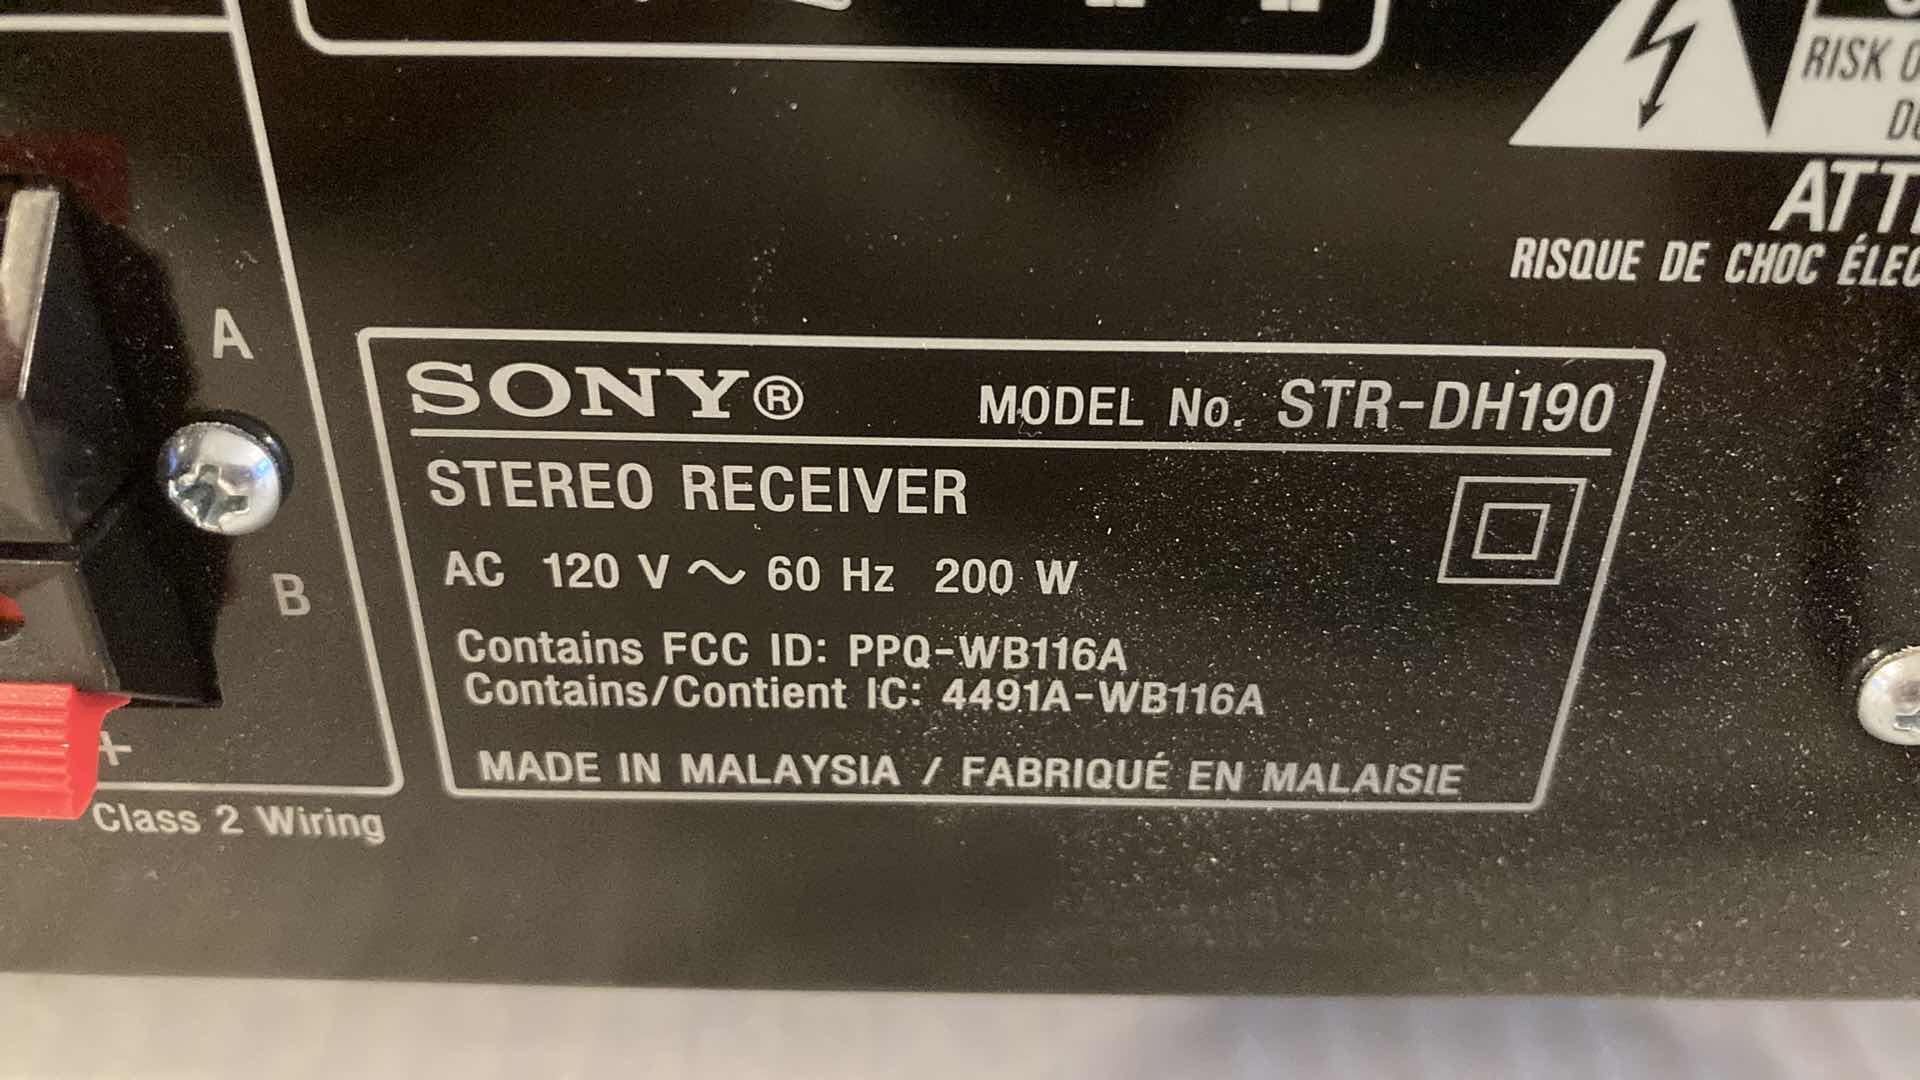 RISK O
ATT
RISQUE DE CHOC ÉLEC
A
SONY® MODEL No. STR-DH190
STEREO RECEIVER
AC 120 V ~ 60 Hz 200 W
B
Contains FCC ID: PPQ-WB116A
Contains/Contient IC: 4491A-WB116A
+
MADE IN MALAYSIA / FABRIQUÉ EN MALAISIE
Class 2 Wiring